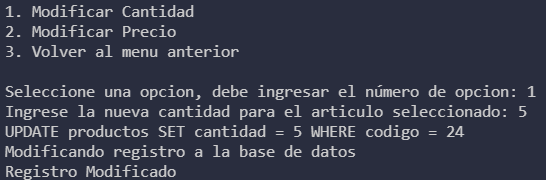 1. Modificar Cantidad
2. Modificar Precio
3. Volver al menu anterior
Seleccione una opcion, debe ingresar el número de opcion: 1
Ingrese la nueva cantidad para el articulo seleccionado: 5
UPDATE productos SET cantidad = 5 WHERE codigo = 24
Modificando registro a la base de datos
Registro Modificado